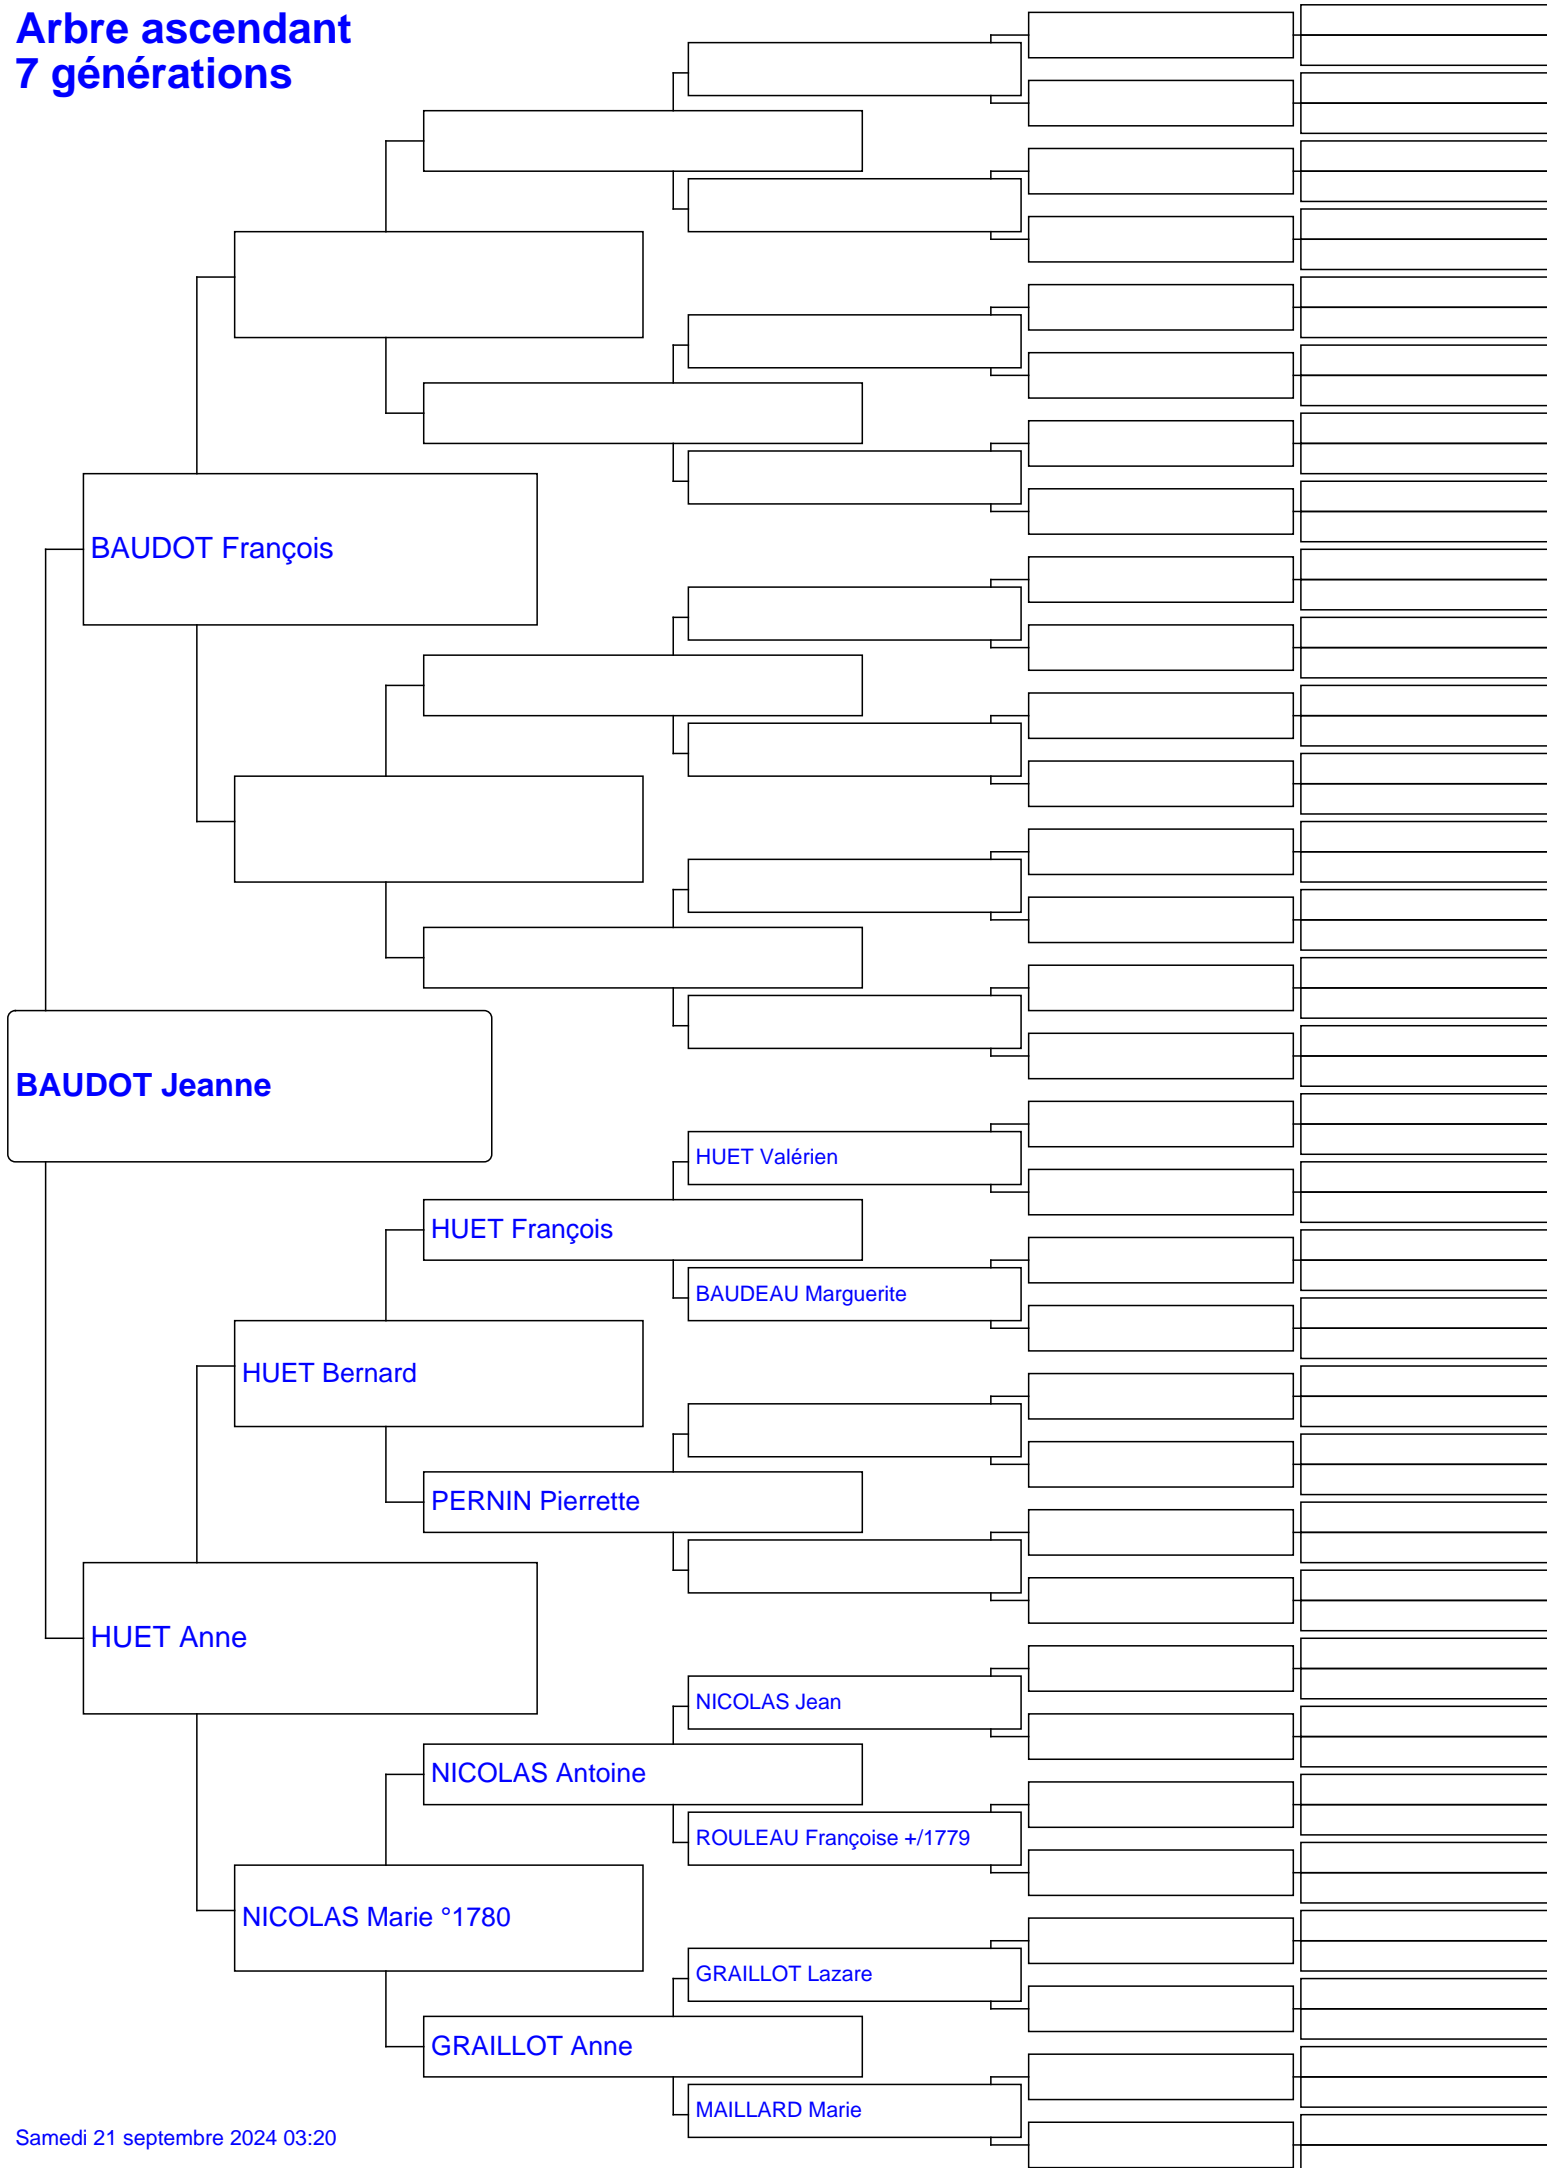 Arbre ascendant
7 générations
BAUDOT François
BAUDOT Jeanne
HUET Valérien
HUET François
BAUDEAU Marguerite
HUET Bernard
PERNIN Pierrette
HUET Anne
NICOLAS Jean
NICOLAS Antoine
ROULEAU Françoise +/1779
NICOLAS Marie °1780
GRAILLOT Lazare
GRAILLOT Anne
MAILLARD Marie
Samedi 21 septembre 2024 03:20